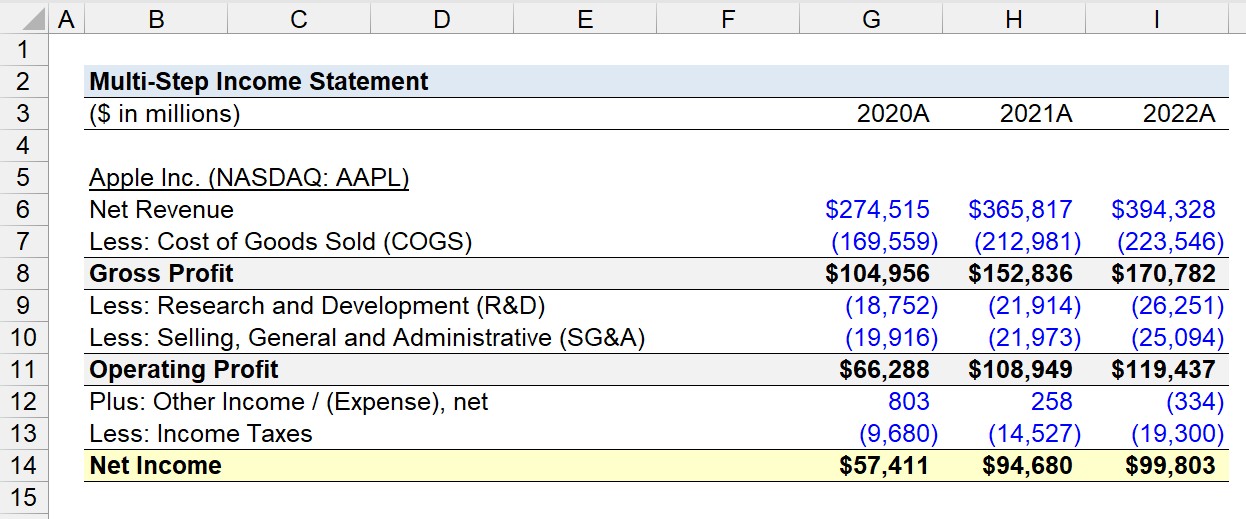 A B C D E F G H I
1
2 Multi-Step Income Statement
3 ($ in millions) 2020A 2021A 2022A
4
5 Apple Inc. (NASDAQ: AAPL)
6 Net Revenue $274,515 $365,817 $394,328
7 Less: Cost of Goods Sold (COGS) (169,559) (212,981) (223,546)
8 Gross Profit $104,956 $152,836 $170,782
9 Less: Research and Development (R&D) (18,752) (21,914) (26,251)
10 Less: Selling, General and Administrative (SG&A) (19,916) (21,973) (25,094)
11 Operating Profit $66,288 $108,949 $119,437
12 Plus: Other Income / (Expense), net 803 258 (334)
13 Less: Income Taxes (9,680) (14,527) (19,300)
14 Net Income $57,411 $94,680 $99,803
15